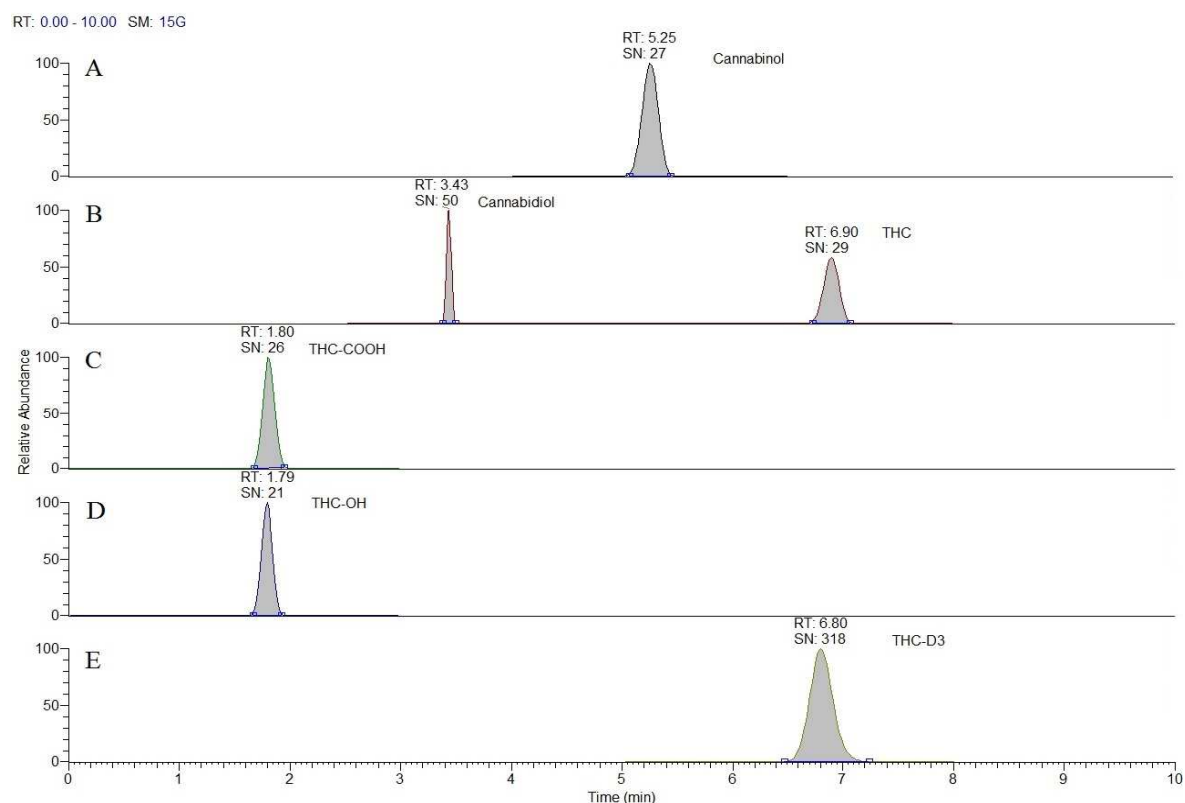 RT: 0.00 - 10.00 SM: 15G
RT: 5.25
SN: 27
Cannabinol
A
100
50
0
RT: 3.43
SN: 50
Cannabidiol
RT: 6.90
SN: 29
THC
B
100
50
0
RT: 1.80
SN: 26
THC-COOH
C
100
50
0
Relative Abundance
RT: 1.79
SN: 21
THC-OH
D
100
50
0
RT: 6.80
SN: 318
THC-D3
E
100
50
0
0 1 2 3 4 5 6 7 8 9 10
Time (min)